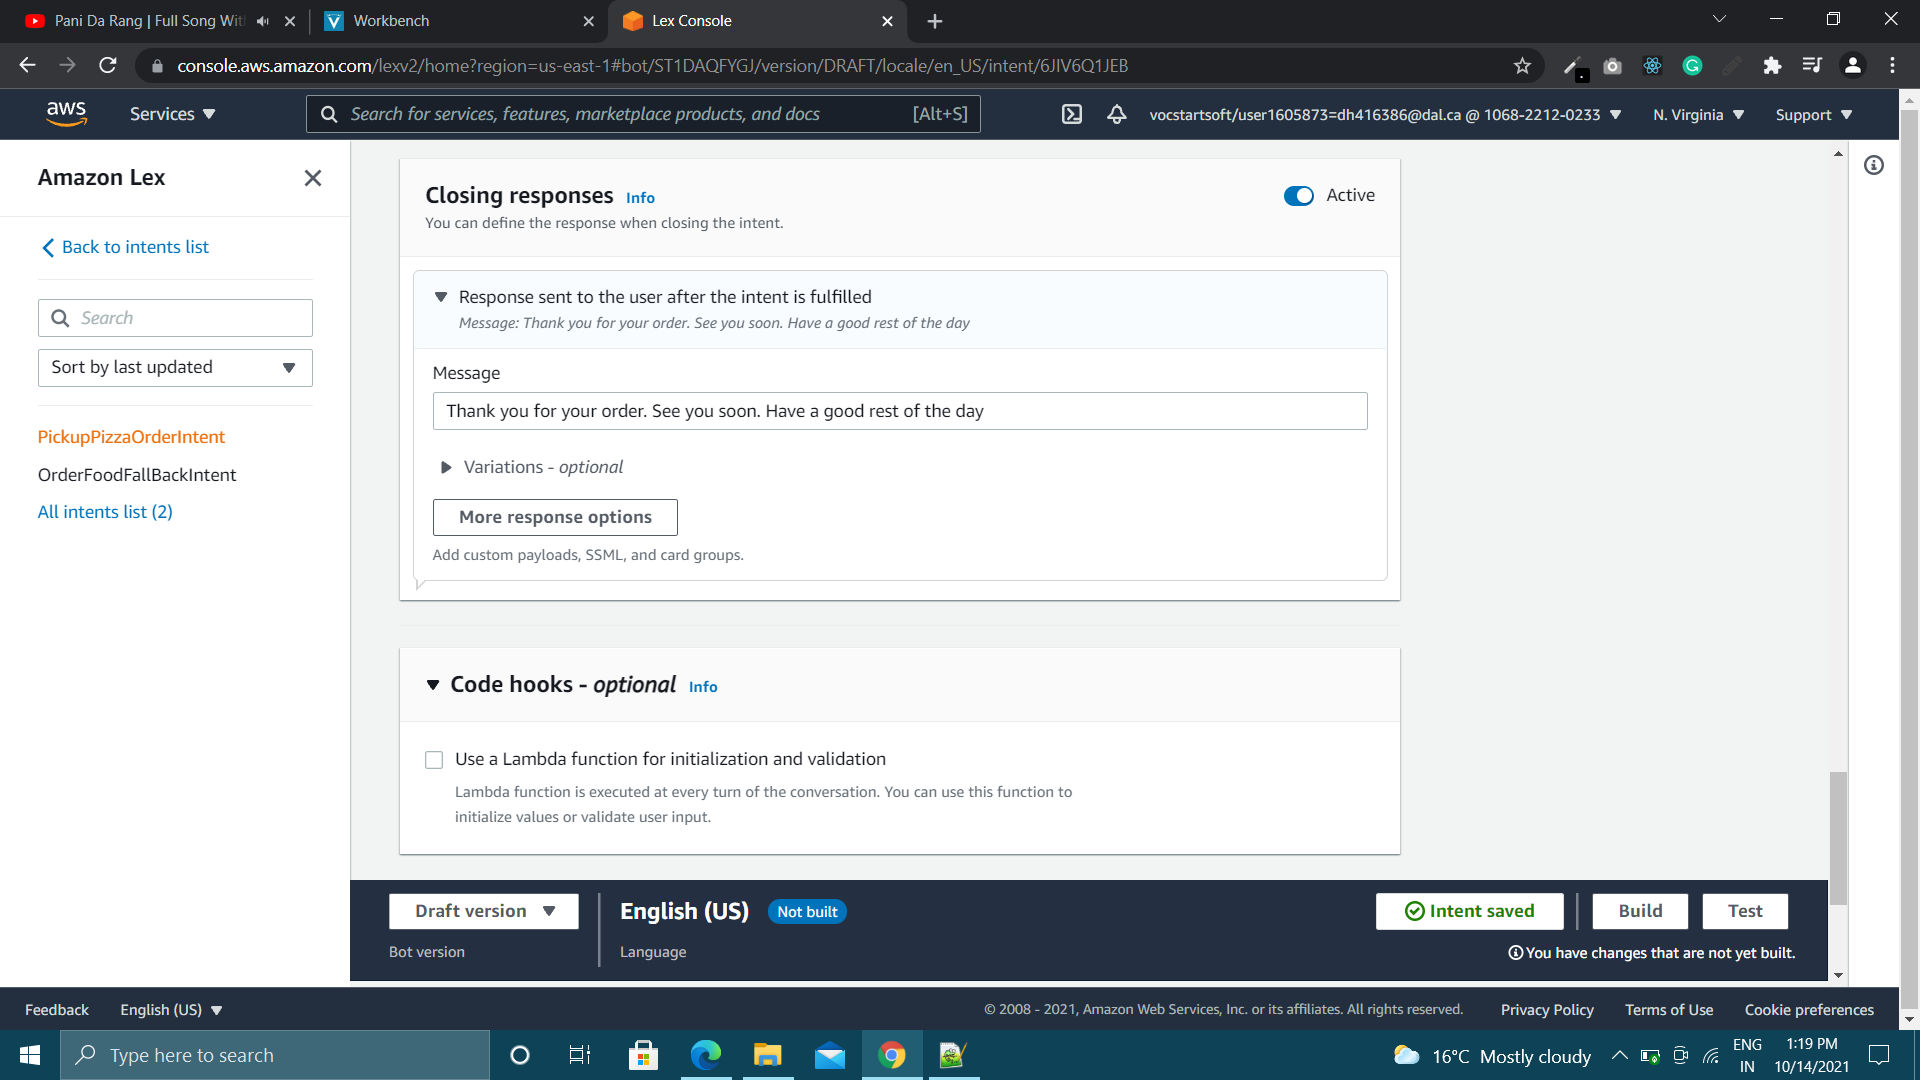 Pani Da Rang | Full Song Wit
Workbench
Lex Console
console.aws.amazon.com/lexv2/home?region=us-east-1#bot/ST1DAQFYGJ/version/DRAFT/locale/en_US/intent/6JIV6Q1JEB
aws
Services
Search for services, features, marketplace products, and docs
[Alt+S]
vocstartsoft/user1605873=dh416386@dal.ca @ 1068-2212-0233
N. Virginia
Support
Amazon Lex
Back to intents list
Search
Sort by last updated
PickupPizzaOrderIntent
OrderFoodFallBackIntent
All intents list (2)
Closing responses Info
Active
You can define the response when closing the intent.
Response sent to the user after the intent is fulfilled
Message: Thank you for your order. See you soon. Have a good rest of the day
Message
Thank you for your order. See you soon. Have a good rest of the day
Variations - optional
More response options
Add custom payloads, SSML, and card groups.
Code hooks - optional Info
Use a Lambda function for initialization and validation
Lambda function is executed at every turn of the conversation. You can use this function to
initialize values or validate user input.
Draft version
Bot version
English (US)
Not built
Language
Intent saved
Build
Test
You have changes that are not yet built.
Feedback
English (US)
© 2008 - 2021, Amazon Web Services, Inc. or its affiliates. All rights reserved.
Privacy Policy
Terms of Use
Cookie preferences
Type here to search
16°C Mostly cloudy
ENG
IN
1:19 PM
10/14/2021